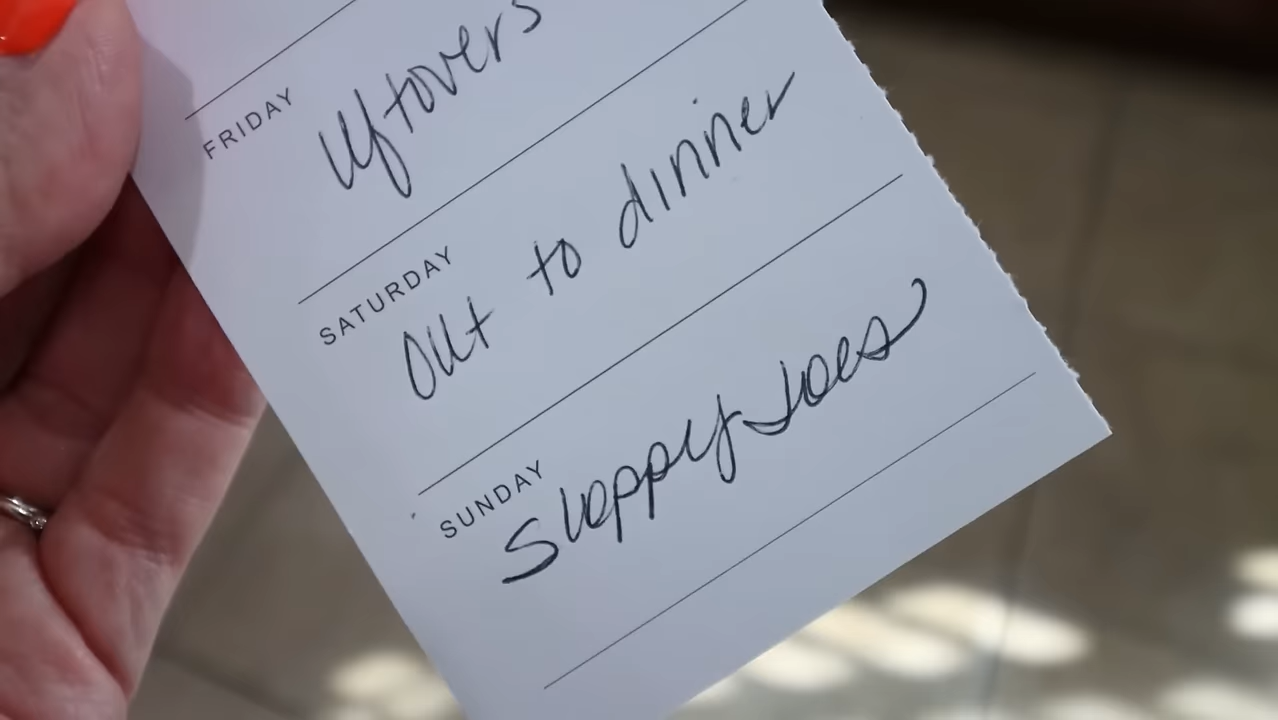 FRIDAY
leftovers
SATURDAY
out to dinner
SUNDAY
Sloppy Joes